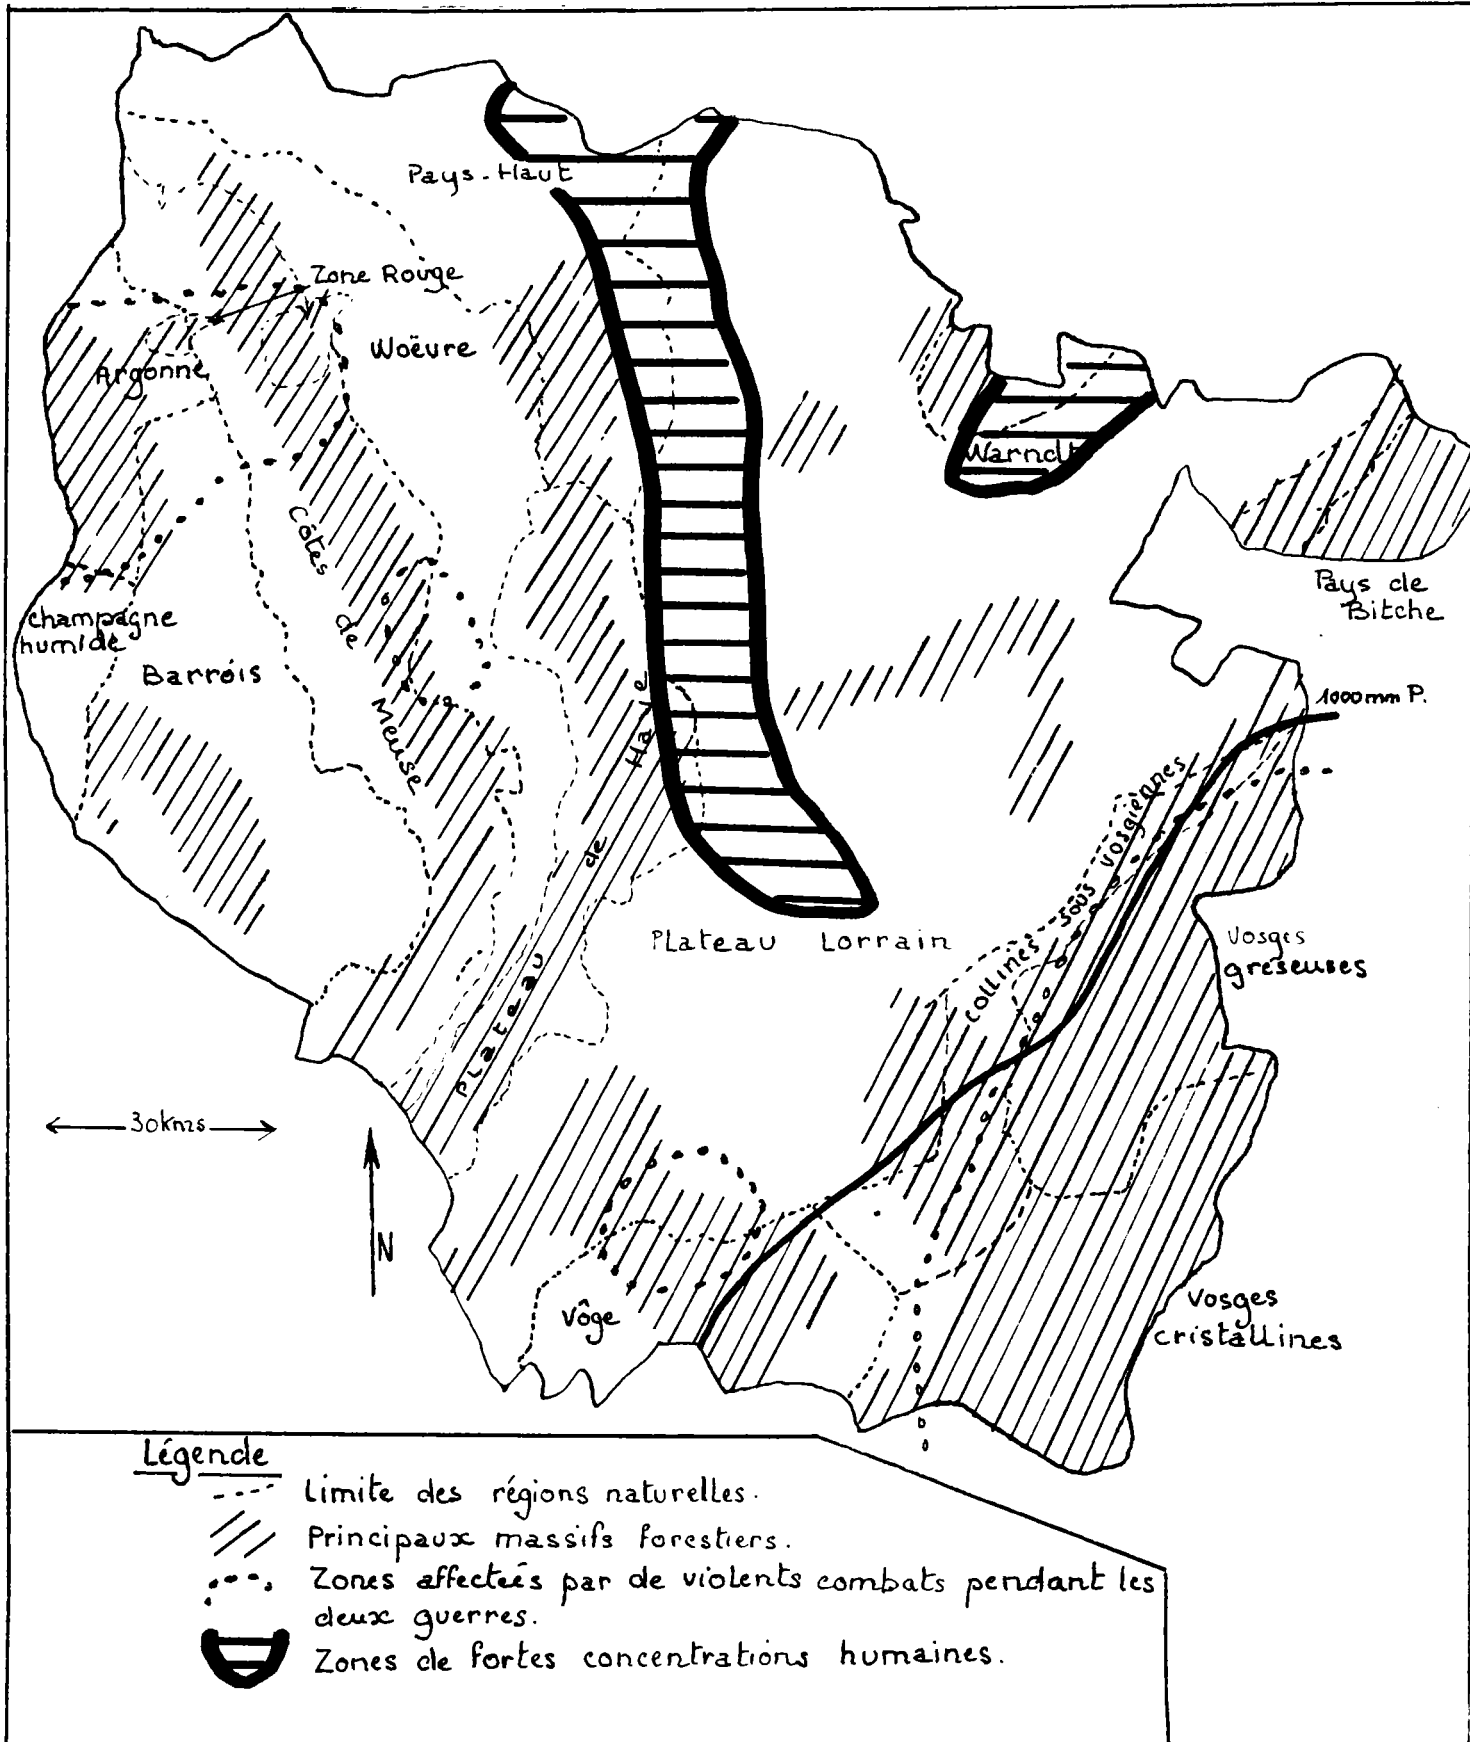 Pays-Haut
Zone Rouge
Woëvre
Argonne
Warndt
Côtes de Meuse
Pays de
Bitche
champagne
humide
Barrois
1000mm P.
Plateau de Haye
collines sous vosgiennes
Plateau Lorrain
Vosges
greseuses
30kms
N
Vôge
Vosges
cristallines
Légende
Limite des régions naturelles.
Principaux massifs forestiers.
Zones affecteés par de violents combats pendant les
deux guerres.
Zones de fortes concentrations humaines.